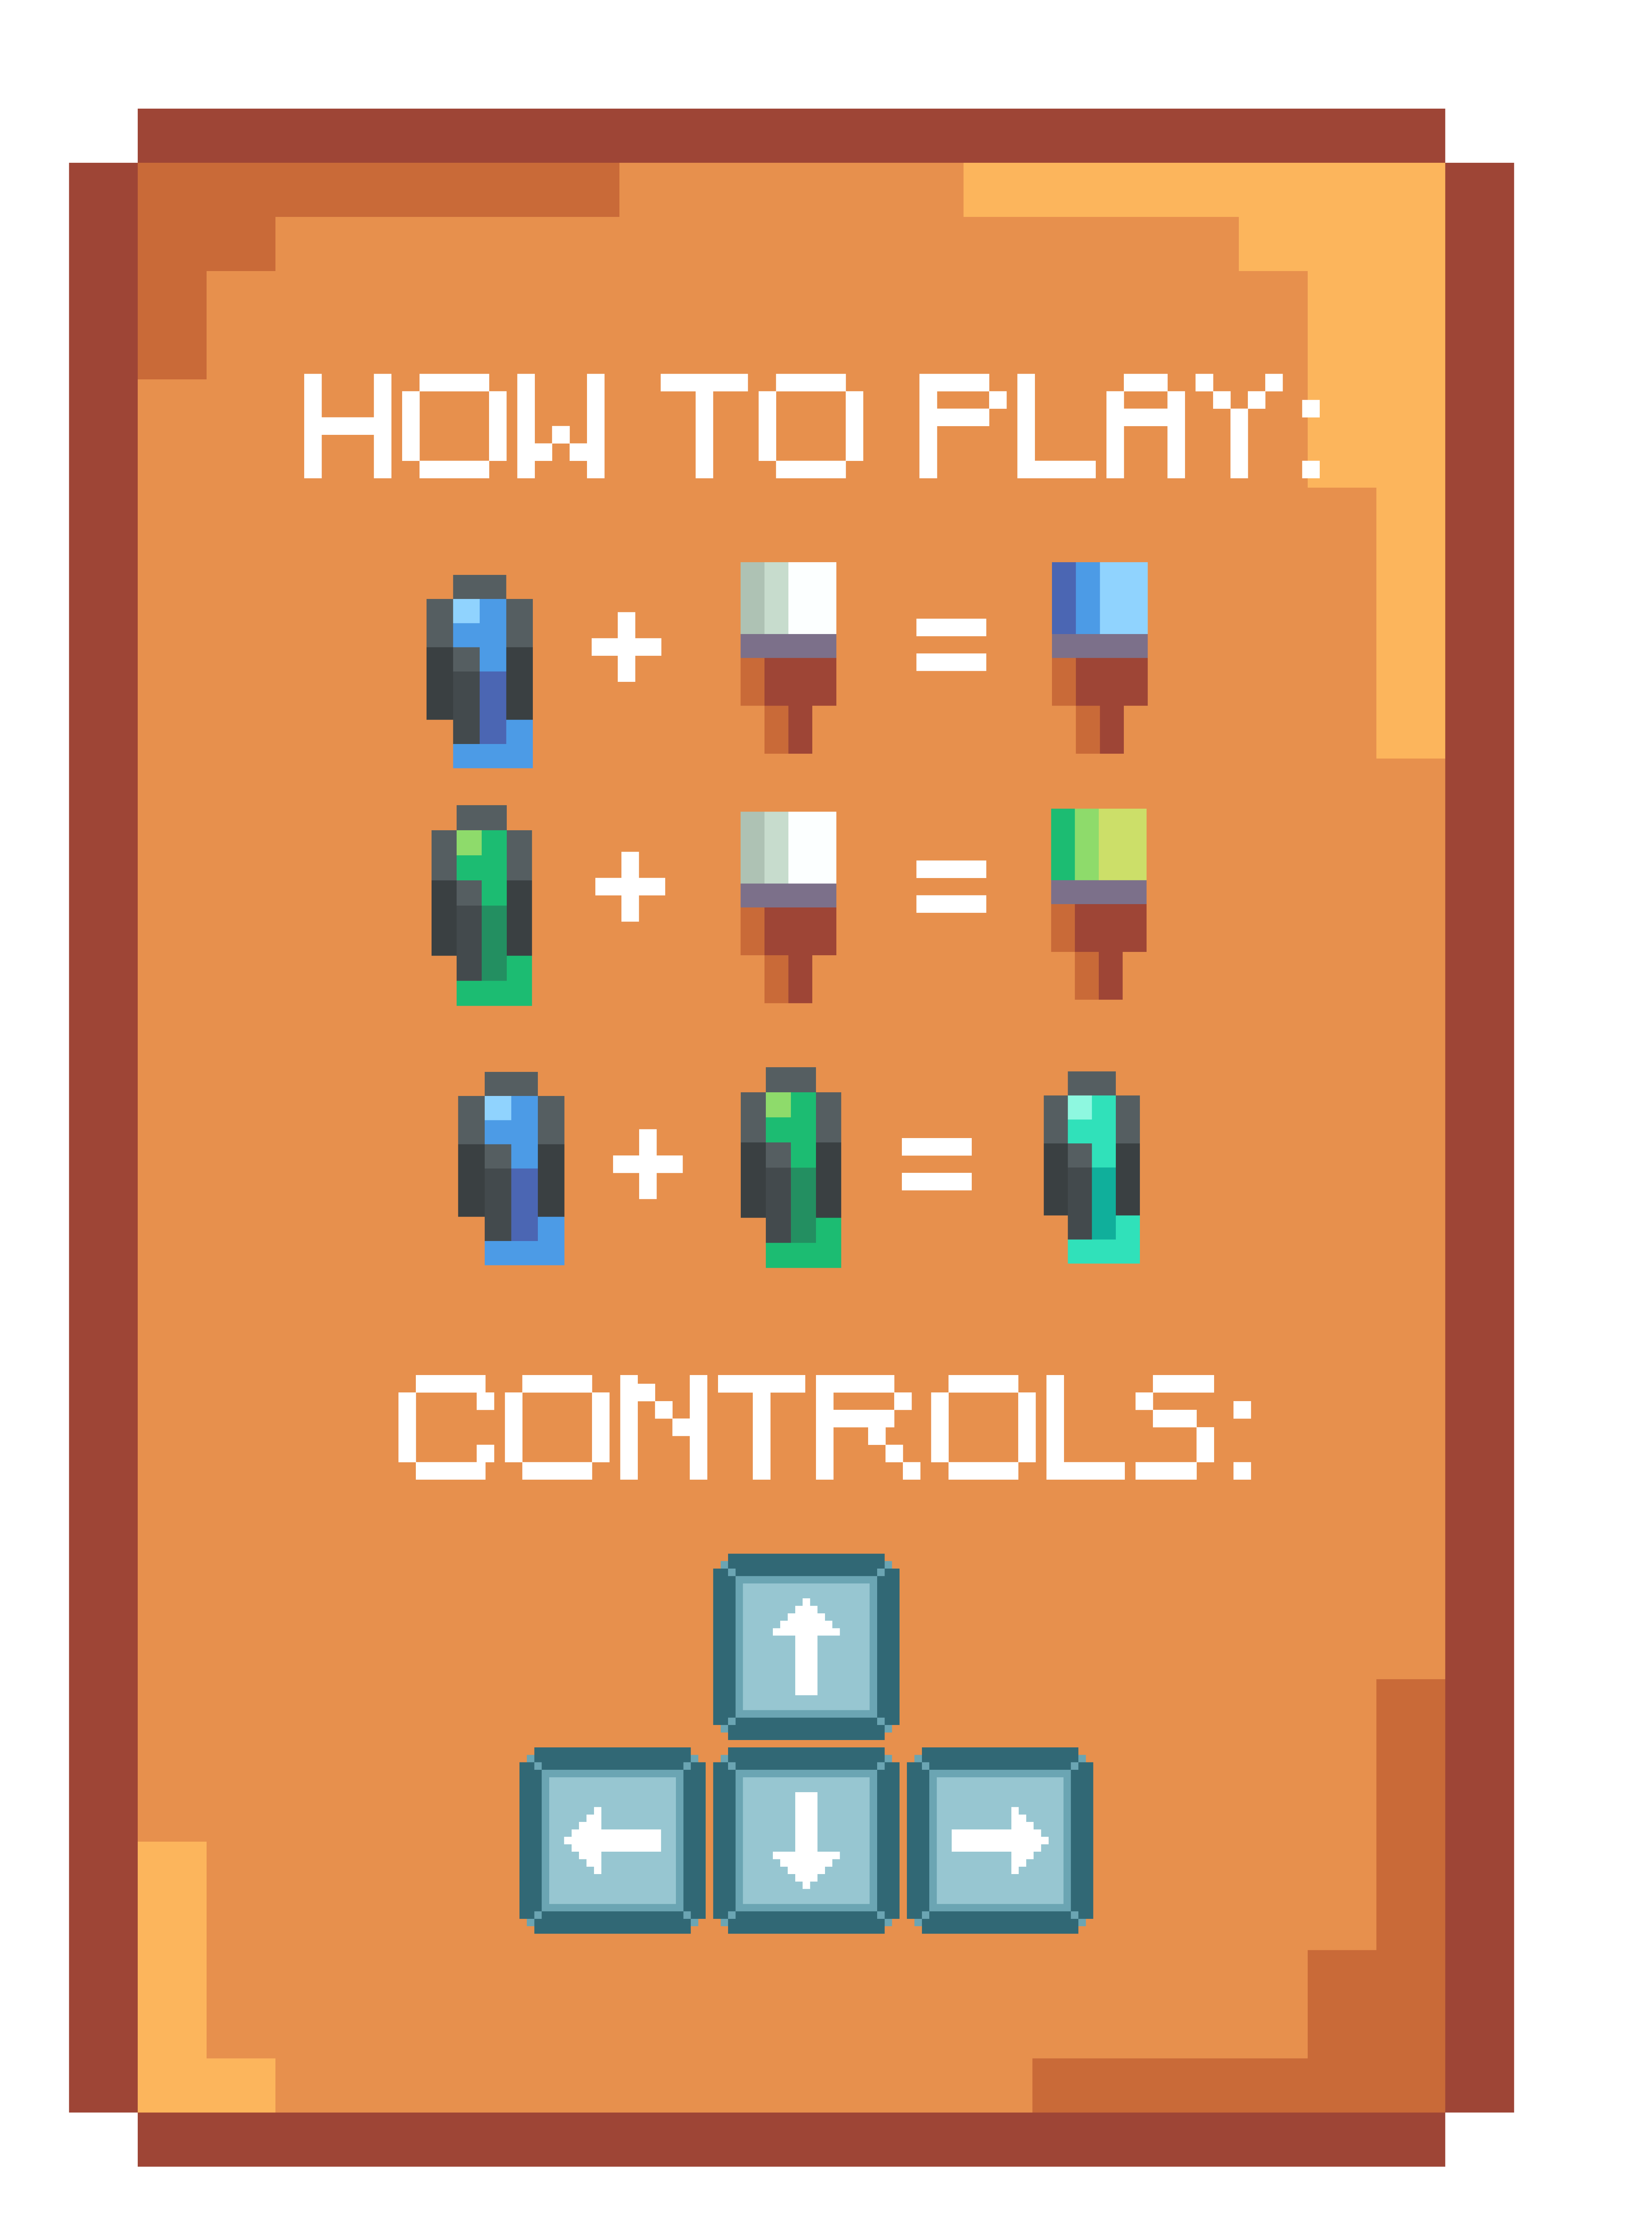 HOW TO PLAY:
+ =
+ =
+ =
CONTROLS:
↑
← ↓ →